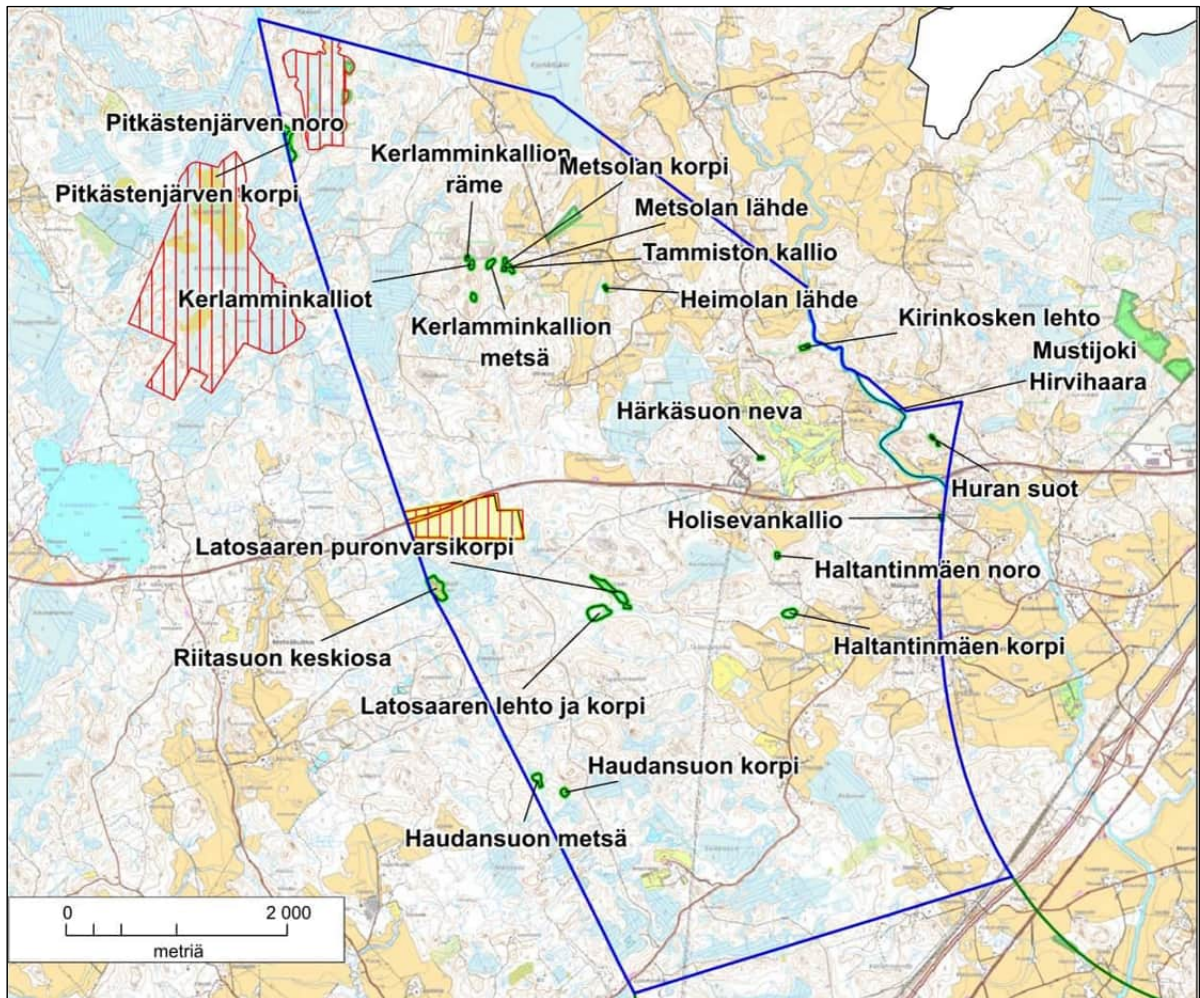 Pitkästenjärven noro
Kerlamminkallion
räme
Metsolan korpi
Pitkästenjärven korpi
Metsolan lähde
Tammiston kallio
Kerlamminkalliot
Heimolan lähde
Kerlamminkallion
metsä
Kirinkosken lehto
Mustijoki
Hirvihaara
Härkäsuon neva
Huran suot
Holisevankallio
Latosaaren puronvarsikorpi
Haltantinmäen noro
Haltantinmäen korpi
Riitasuon keskiosa
Latosaaren lehto ja korpi
Haudansuon korpi
Haudansuon metsä
0 2 000
metriä